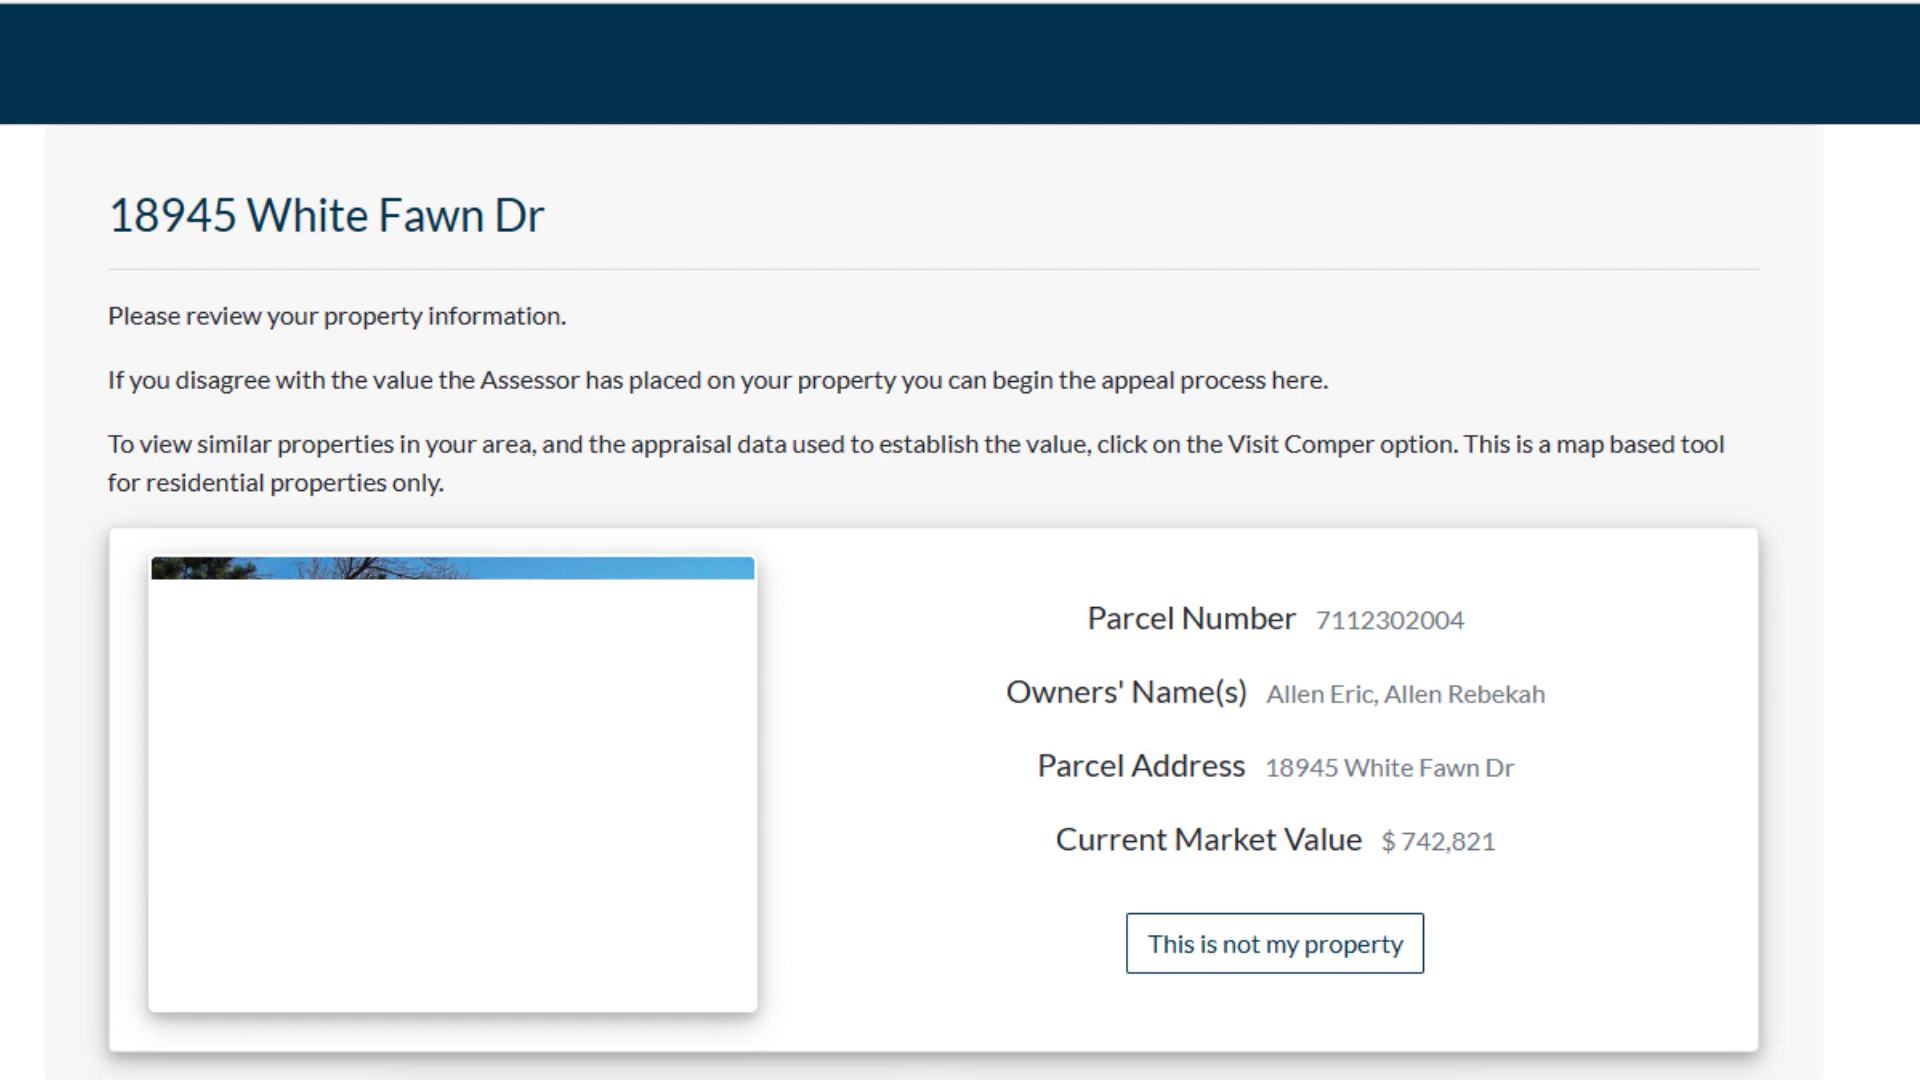 18945 White Fawn Dr
Please review your property information.
If you disagree with the value the Assessor has placed on your property you can begin the appeal process here.
To view similar properties in your area, and the appraisal data used to establish the value, click on the Visit Comper option. This is a map based tool
for residential properties only.
Parcel Number 7112302004
Owners' Name(s) Allen Eric, Allen Rebekah
Parcel Address 18945 White Fawn Dr
Current Market Value $ 742,821
This is not my property